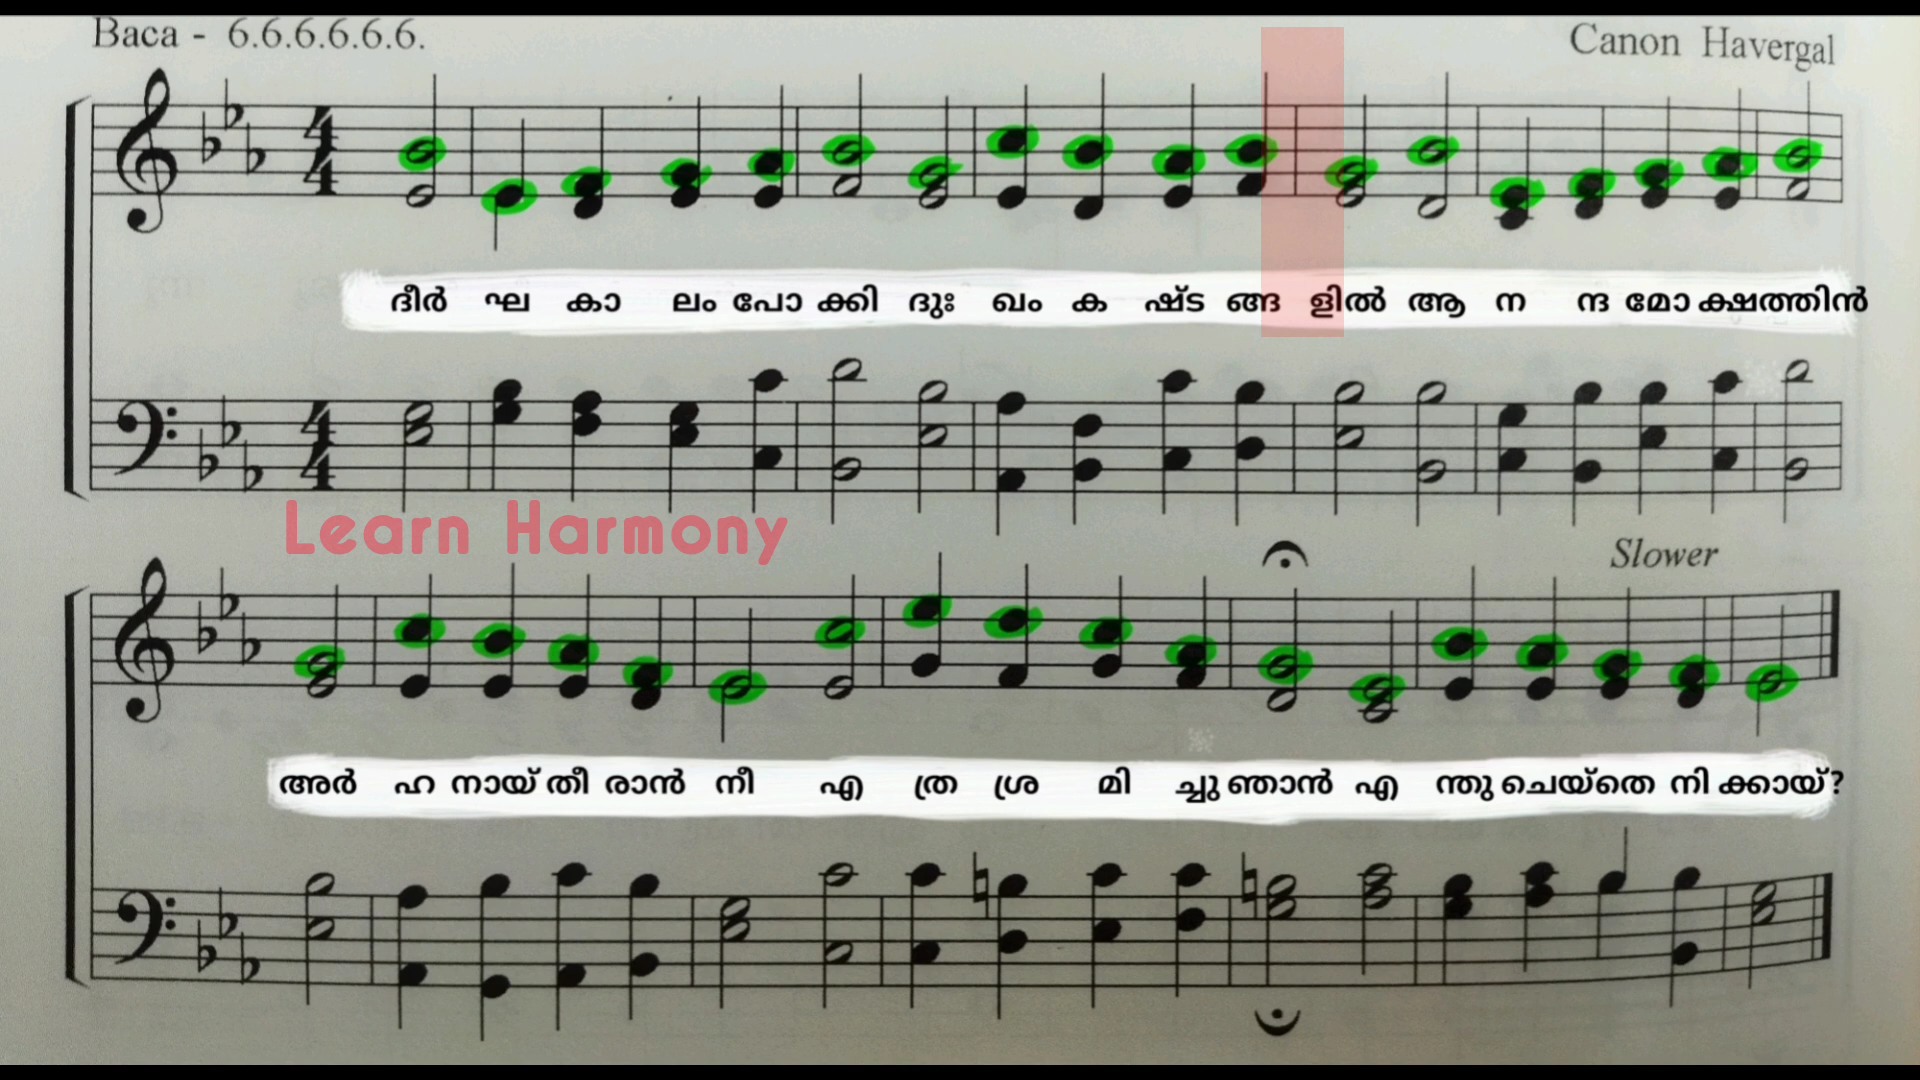 Baca - 6.6.6.6.6.6.
Canon Havergal
ദീർ ഘ കാ ലം പോ ക്കി ദുഃ ഖം ക ഷ്ട ങ്ങ ളിൽ ആ ന ന്ദ മോ ക്ഷത്തിൻ
Learn Harmony
Slower
അർ ഹ നായ് തീ രാൻ നീ എ ത്ര ശ്ര മി ച്ചു ഞാൻ എ ന്തു ചെയ്തെ നി ക്കായ്?